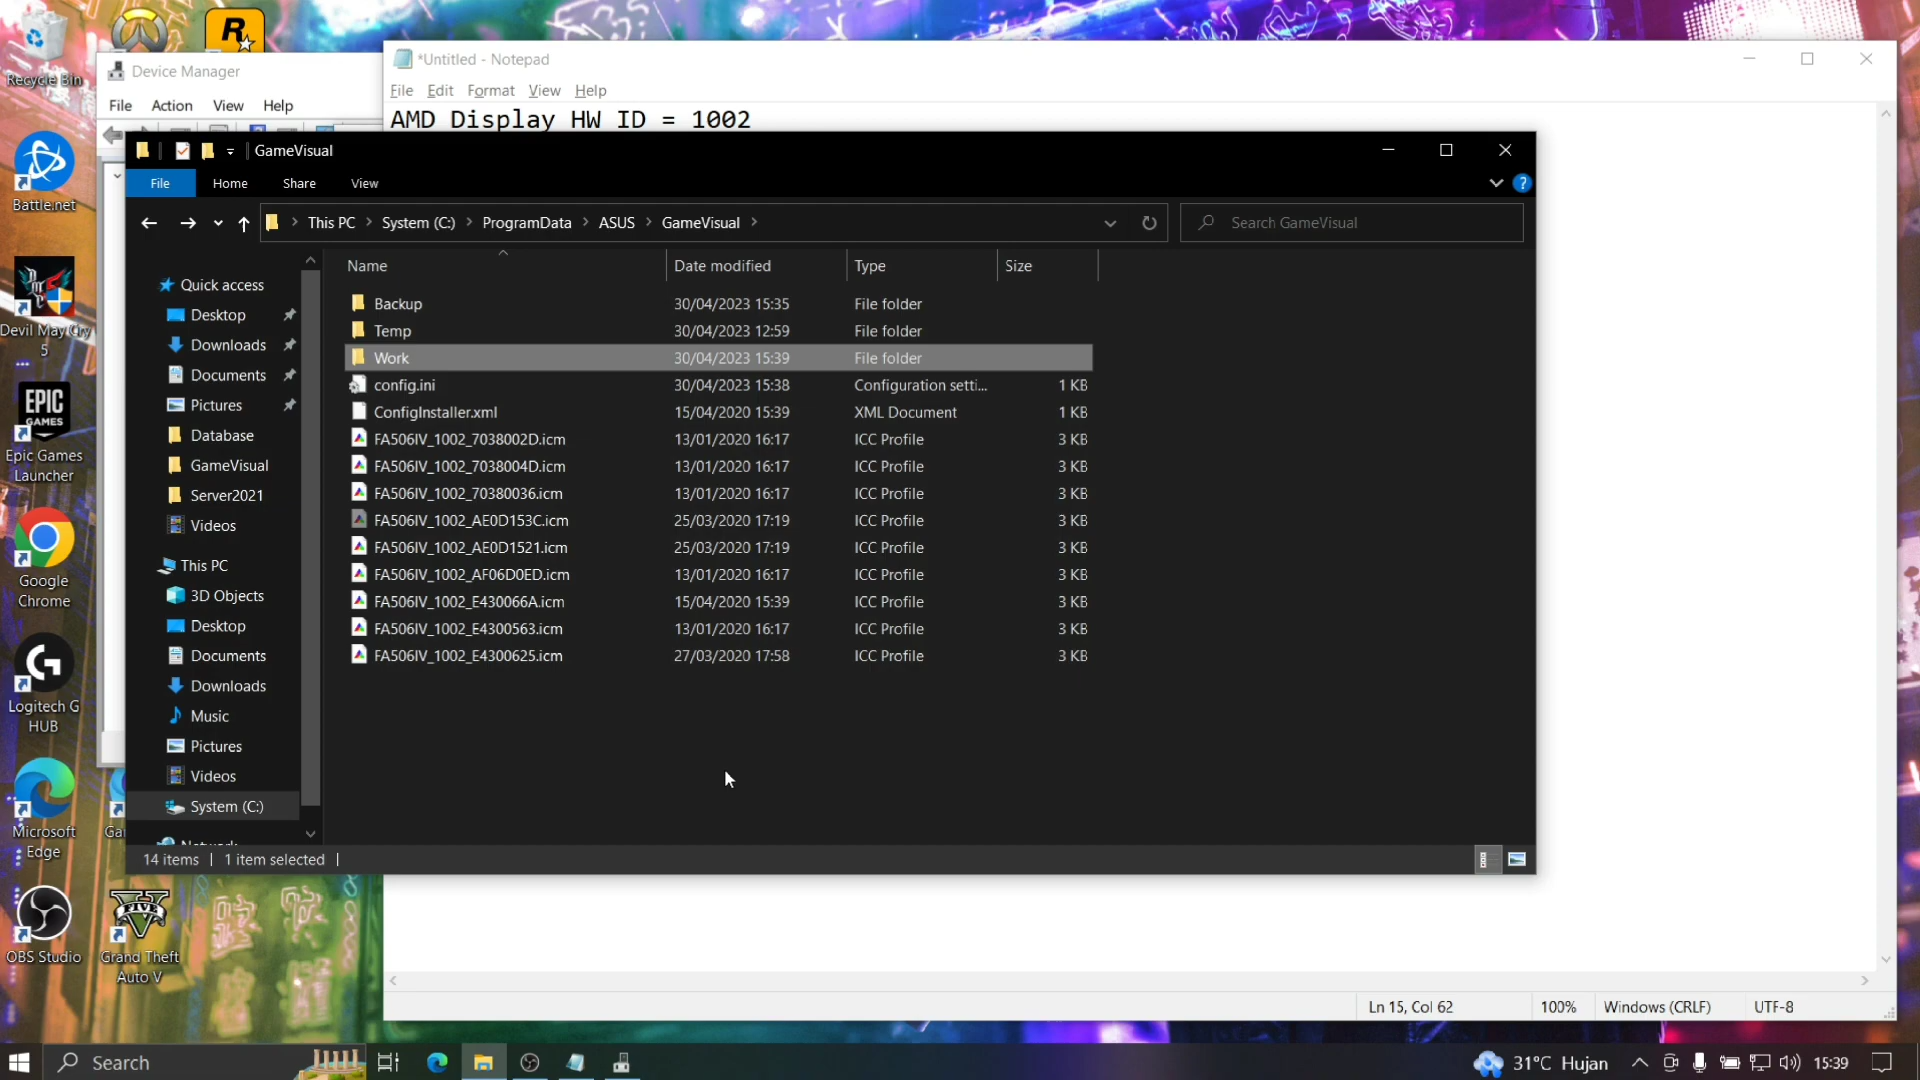 Recycle Bin
Battle.net
Devil May Cry
5
EPIC
GAMES
Epic Games
Launcher
Google
Chrome
Logitech G
HUB
Microsoft
Edge
OBS Studio
FIVE
Grand Theft
Auto V
Device Manager
File Action View Help
*Untitled - Notepad
File Edit Format View Help
AMD Display HW ID = 1002
GameVisual
File Home Share View
This PC System (C:) ProgramData ASUS GameVisual
Search GameVisual
Quick access
Desktop
Downloads
Documents
Pictures
Database
GameVisual
Server2021
Videos
This PC
3D Objects
Desktop
Documents
Downloads
Music
Pictures
Videos
System (C:)
Network
Name Date modified Type Size
Backup 30/04/2023 15:35 File folder
Temp 30/04/2023 12:59 File folder
Work 30/04/2023 15:39 File folder
config.ini 30/04/2023 15:38 Configuration setti... 1 KB
ConfigInstaller.xml 15/04/2020 15:39 XML Document 1 KB
FA506IV_1002_7038002D.icm 13/01/2020 16:17 ICC Profile 3 KB
FA506IV_1002_7038004D.icm 13/01/2020 16:17 ICC Profile 3 KB
FA506IV_1002_70380036.icm 13/01/2020 16:17 ICC Profile 3 KB
FA506IV_1002_AE0D153C.icm 25/03/2020 17:19 ICC Profile 3 KB
FA506IV_1002_AE0D1521.icm 25/03/2020 17:19 ICC Profile 3 KB
FA506IV_1002_AF06D0ED.icm 13/01/2020 16:17 ICC Profile 3 KB
FA506IV_1002_E430066A.icm 15/04/2020 15:39 ICC Profile 3 KB
FA506IV_1002_E4300563.icm 13/01/2020 16:17 ICC Profile 3 KB
FA506IV_1002_E4300625.icm 27/03/2020 17:58 ICC Profile 3 KB
14 items 1 item selected
Ln 15, Col 62 100% Windows (CRLF) UTF-8
Search
31°C Hujan 15:39